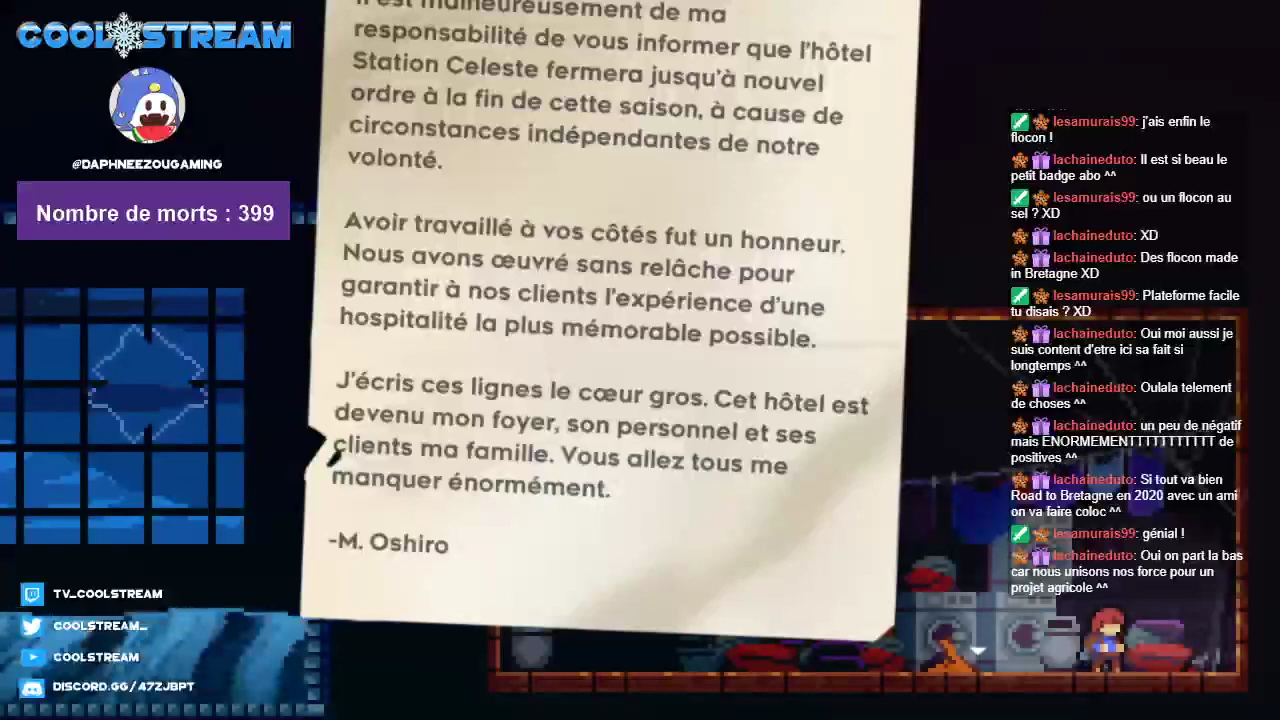 COOL STREAM
@DAPHNEEZOUGAMING
Nombre de morts : 399
TV_COOLSTREAM
COOLSTREAM_
COOLSTREAM
DISCORD.GG/47ZJBPT
Il est malheureusement de ma
responsabilité de vous informer que l'hôtel
Station Celeste fermera jusqu'à nouvel
ordre à la fin de cette saison, à cause de
circonstances indépendantes de notre
volonté.
Avoir travaillé à vos côtés fut un honneur.
Nous avons œuvré sans relâche pour
garantir à nos clients l'expérience d'une
hospitalité la plus mémorable possible.
J'écris ces lignes le cœur gros. Cet hôtel est
devenu mon foyer, son personnel et ses
clients ma famille. Vous allez tous me
manquer énormément.
-M. Oshiro
lesamurais99: j'ais enfin le
flocon !
lachaineduto: Il est si beau le
petit badge abo ^^
lesamurais99: ou un flocon au
sel ? XD
lachaineduto: XD
lachaineduto: Des flocon made
in Bretagne XD
lesamurais99: Plateforme facile
tu disais ? XD
lachaineduto: Oui moi aussi je
suis content d'etre ici sa fait si
longtemps ^^
lachaineduto: Oulala telement
de choses ^^
lachaineduto: un peu de négatif
mais ENORMEMENTTTTTTTTTTT de
positives ^^
lachaineduto: Si tout va bien
Road to Bretagne en 2020 avec un ami
on va faire coloc ^^
lesamurais99: génial !
lachaineduto: Oui on part la bas
car nous unisons nos force pour un
projet agricole ^^